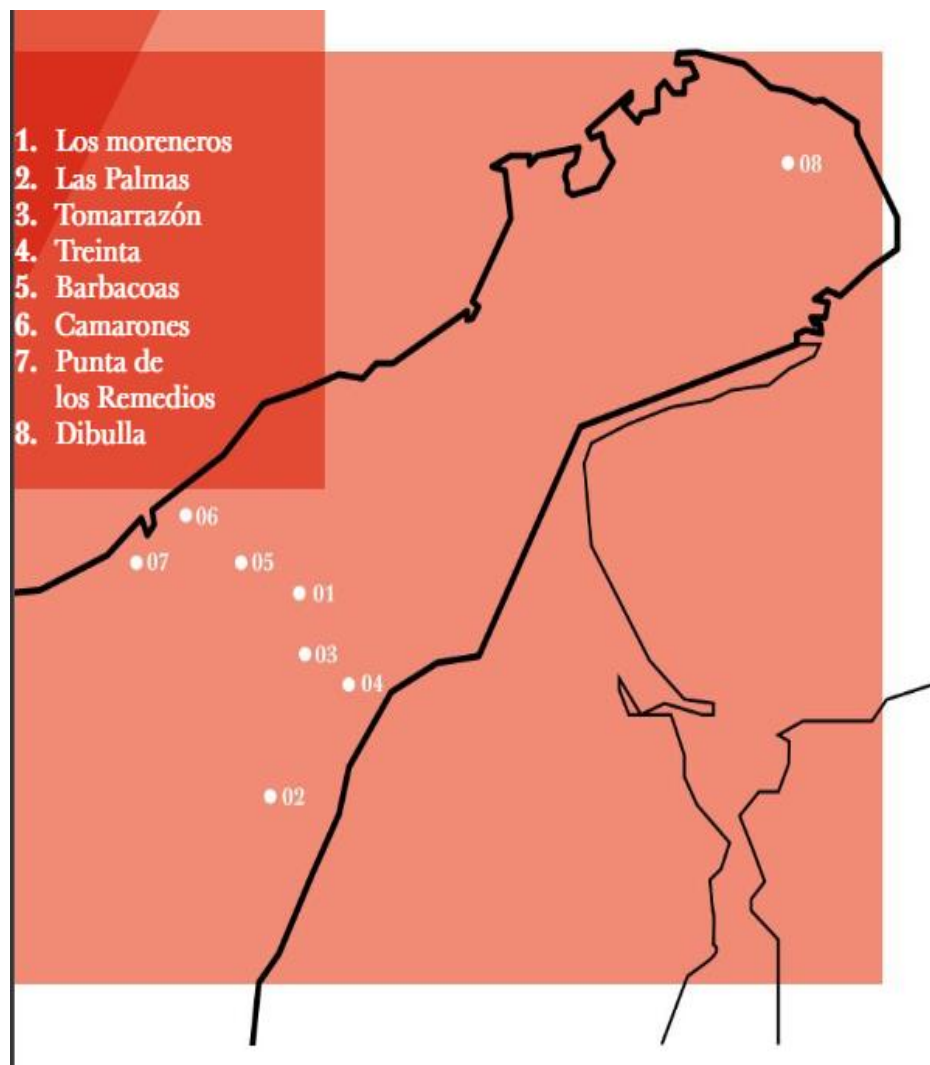 1. Los moreneros
2. Las Palmas
3. Tomarrazón
4. Treinta
5. Barbacoas
6. Camarones
7. Punta de
los Remedios
8. Dibulla
08
06
07
05
01
03
04
02